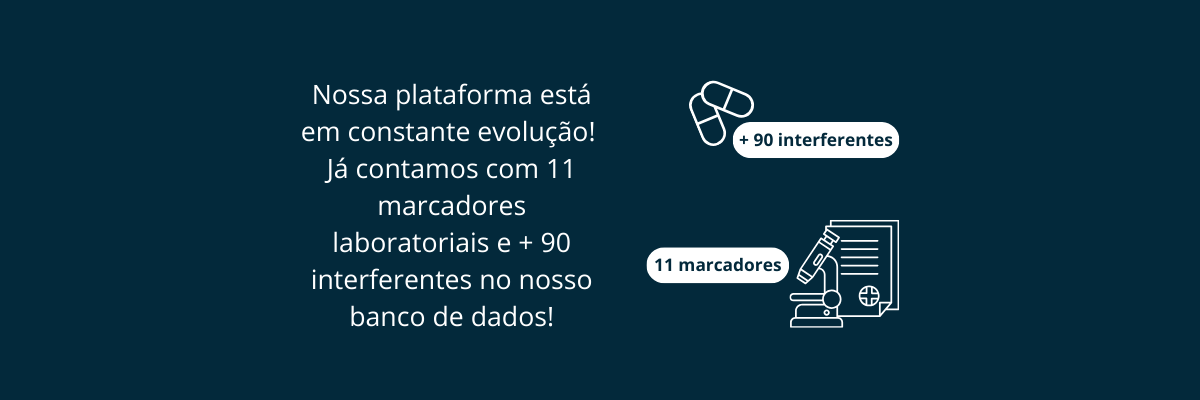 Nossa plataforma está
em constante evolução!
Já contamos com 11
marcadores
laboratoriais e + 90
interferentes no nosso
banco de dados!
+ 90 interferentes
11 marcadores